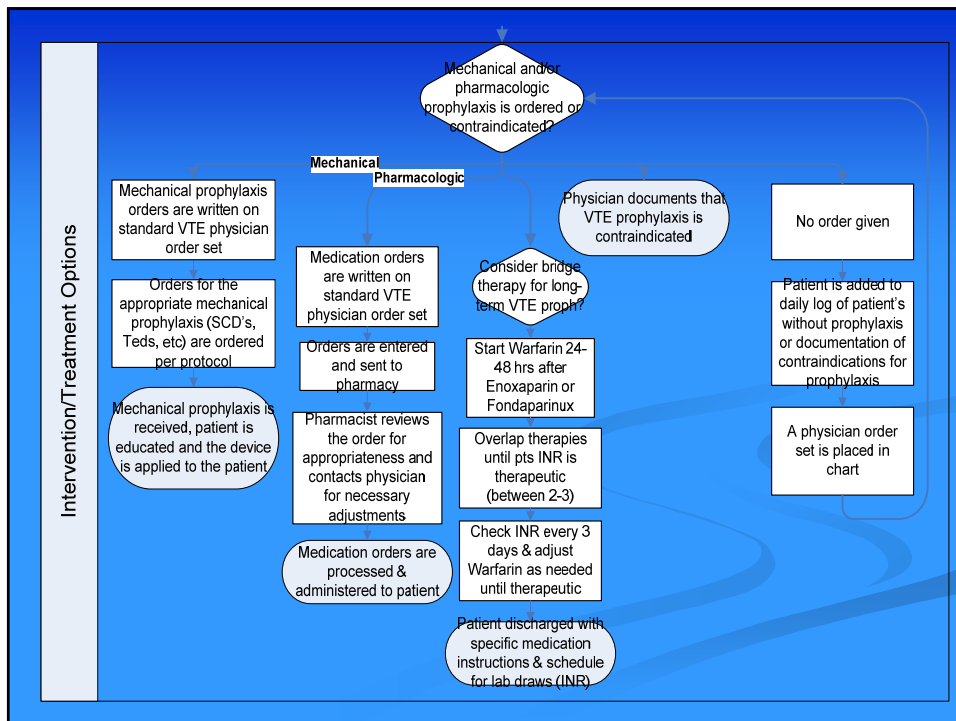 Intervention/Treatment Options
Mechanical and/or
pharmacologic
prophylaxis is ordered or
contraindicated?
Mechanical
Pharmacologic
Mechanical prophylaxis
orders are written on
standard VTE physician
order set
Orders for the
appropriate mechanical
prophylaxis (SCD's,
Teds, etc) are ordered
per protocol
Mechanical prophylaxis is
received, patient is
educated and the device
is applied to the patient
Medication orders
are written on
standard VTE
physician order set
Orders are entered
and sent to
pharmacy
Pharmacist reviews
the order for
appropriateness and
contacts physician
for necessary
adjustments
Medication orders are
processed &
administered to patient
Consider bridge
therapy for long-
term VTE proph?
Start Warfarin 24-
48 hrs after
Enoxaparin or
Fondaparinux
Overlap therapies
until pts INR is
therapeutic
(between 2-3)
Check INR every 3
days & adjust
Warfarin as needed
until therapeutic
Patient discharged with
specific medication
instructions & schedule
for lab draws (INR)
Physician documents that
VTE prophylaxis is
contraindicated
No order given
Patient is added to
daily log of patient's
without prophylaxis
or documentation of
contraindications for
prophylaxis
A physician order
set is placed in
chart